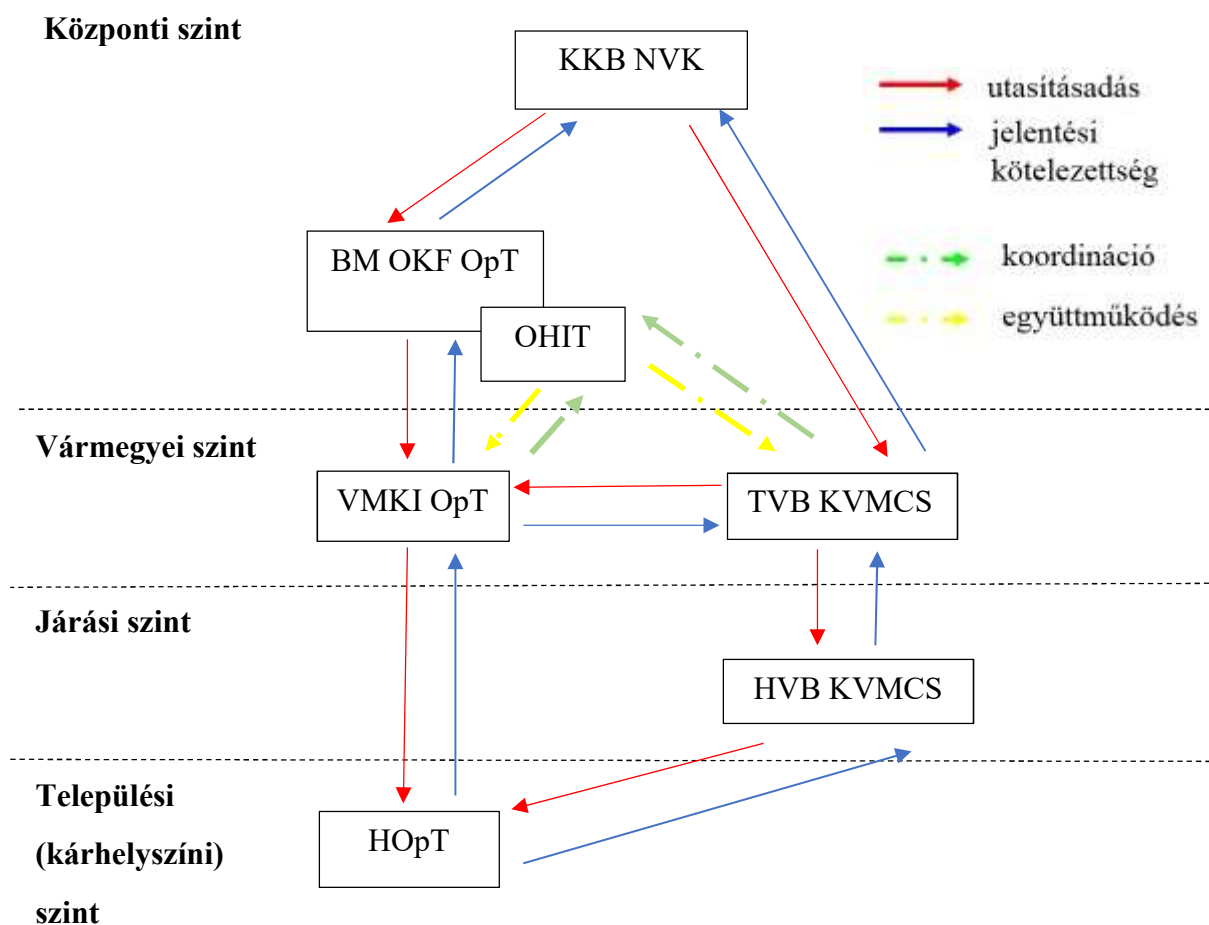 Központi szint
KKB NVK
utasításadás
jelentési
kötelezettség
BM OKF OpT
koordináció
OHIT
együttműködés
Vármegyei szint
VMKI OpT
TVB KVMCS
Járási szint
HVB KVMCS
Települési
(kárhelyszíni)
szint
HOpT